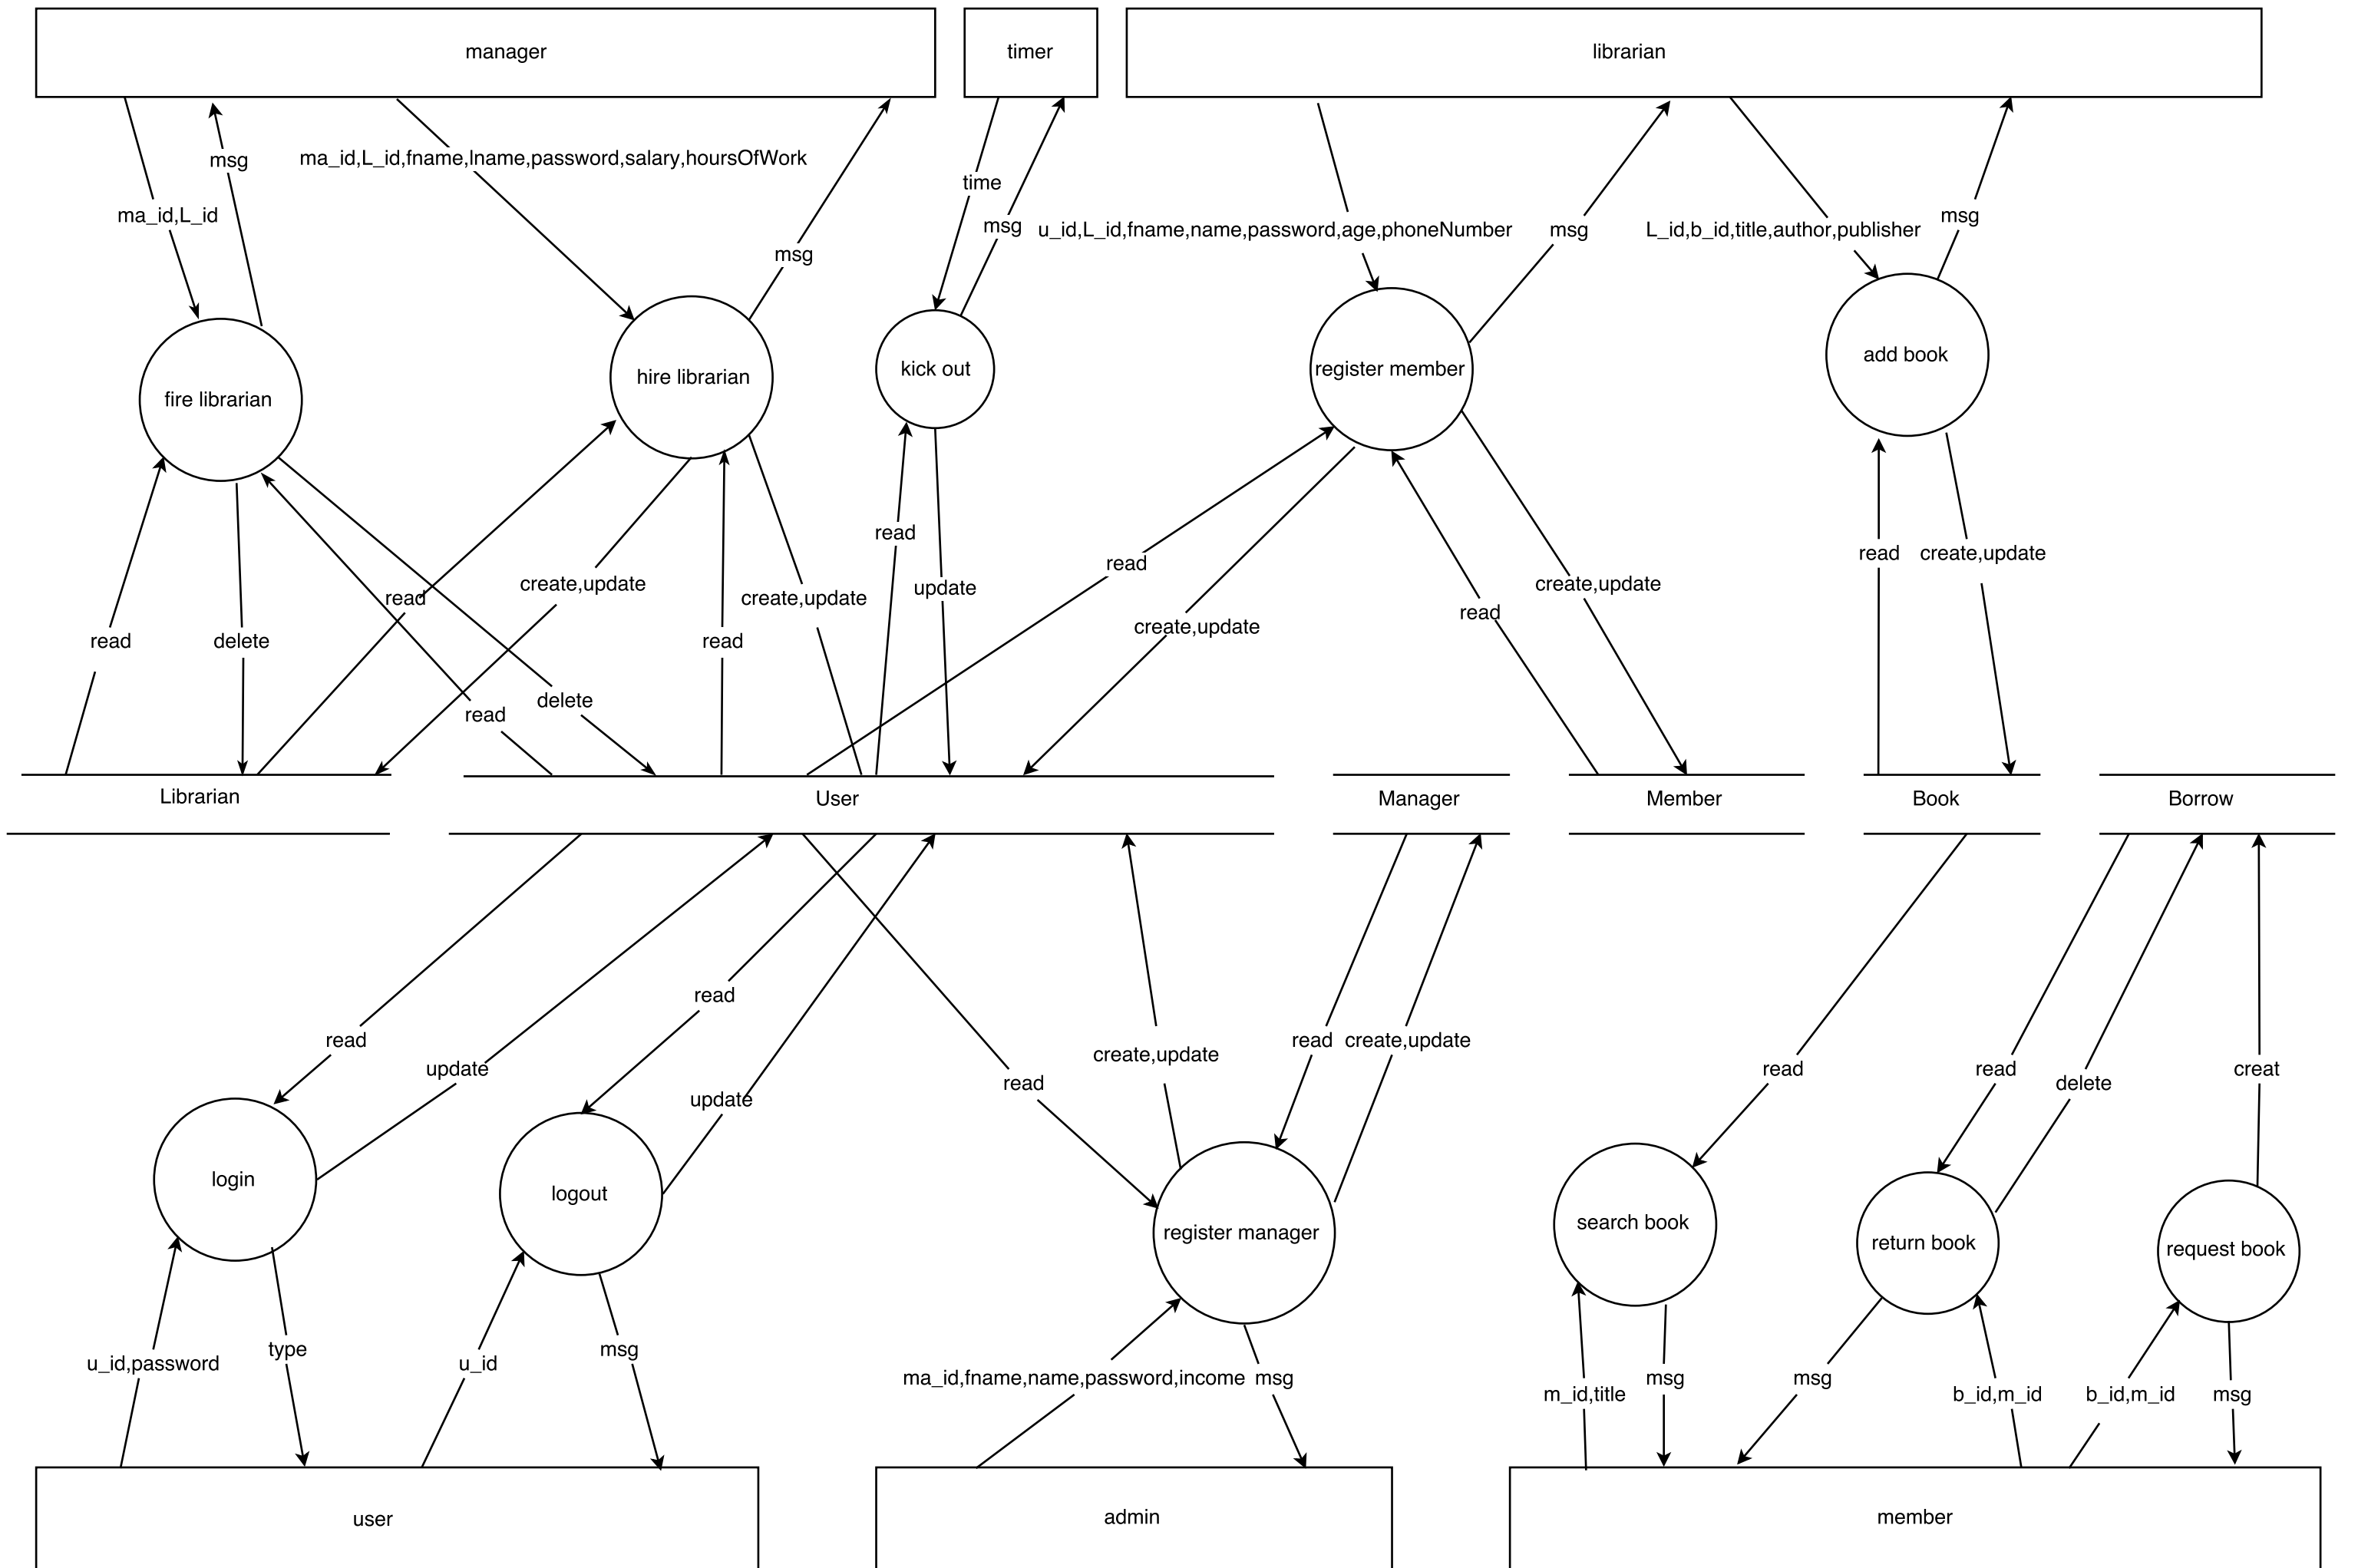 manager
timer
librarian
msg
ma_id,L_id,fname,lname,password,salary,hoursOfWork
time
ma_id,L_id
msg
u_id,L_id,fname,name,password,age,phoneNumber
msg
L_id,b_id,title,author,publisher
msg
msg
fire librarian
hire librarian
kick out
register member
add book
read
read
read
create,update
update
create,update
read
create,update
create,update
read
delete
read
create,update
read
delete
read
Librarian
User
Manager
Member
Book
Borrow
read
read
update
read
create,update
read
create,update
read
read
delete
creat
update
login
logout
register manager
search book
return book
request book
u_id,password
type
u_id
msg
ma_id,fname,name,password,income
msg
m_id,title
msg
msg
b_id,m_id
b_id,m_id
msg
user
admin
member